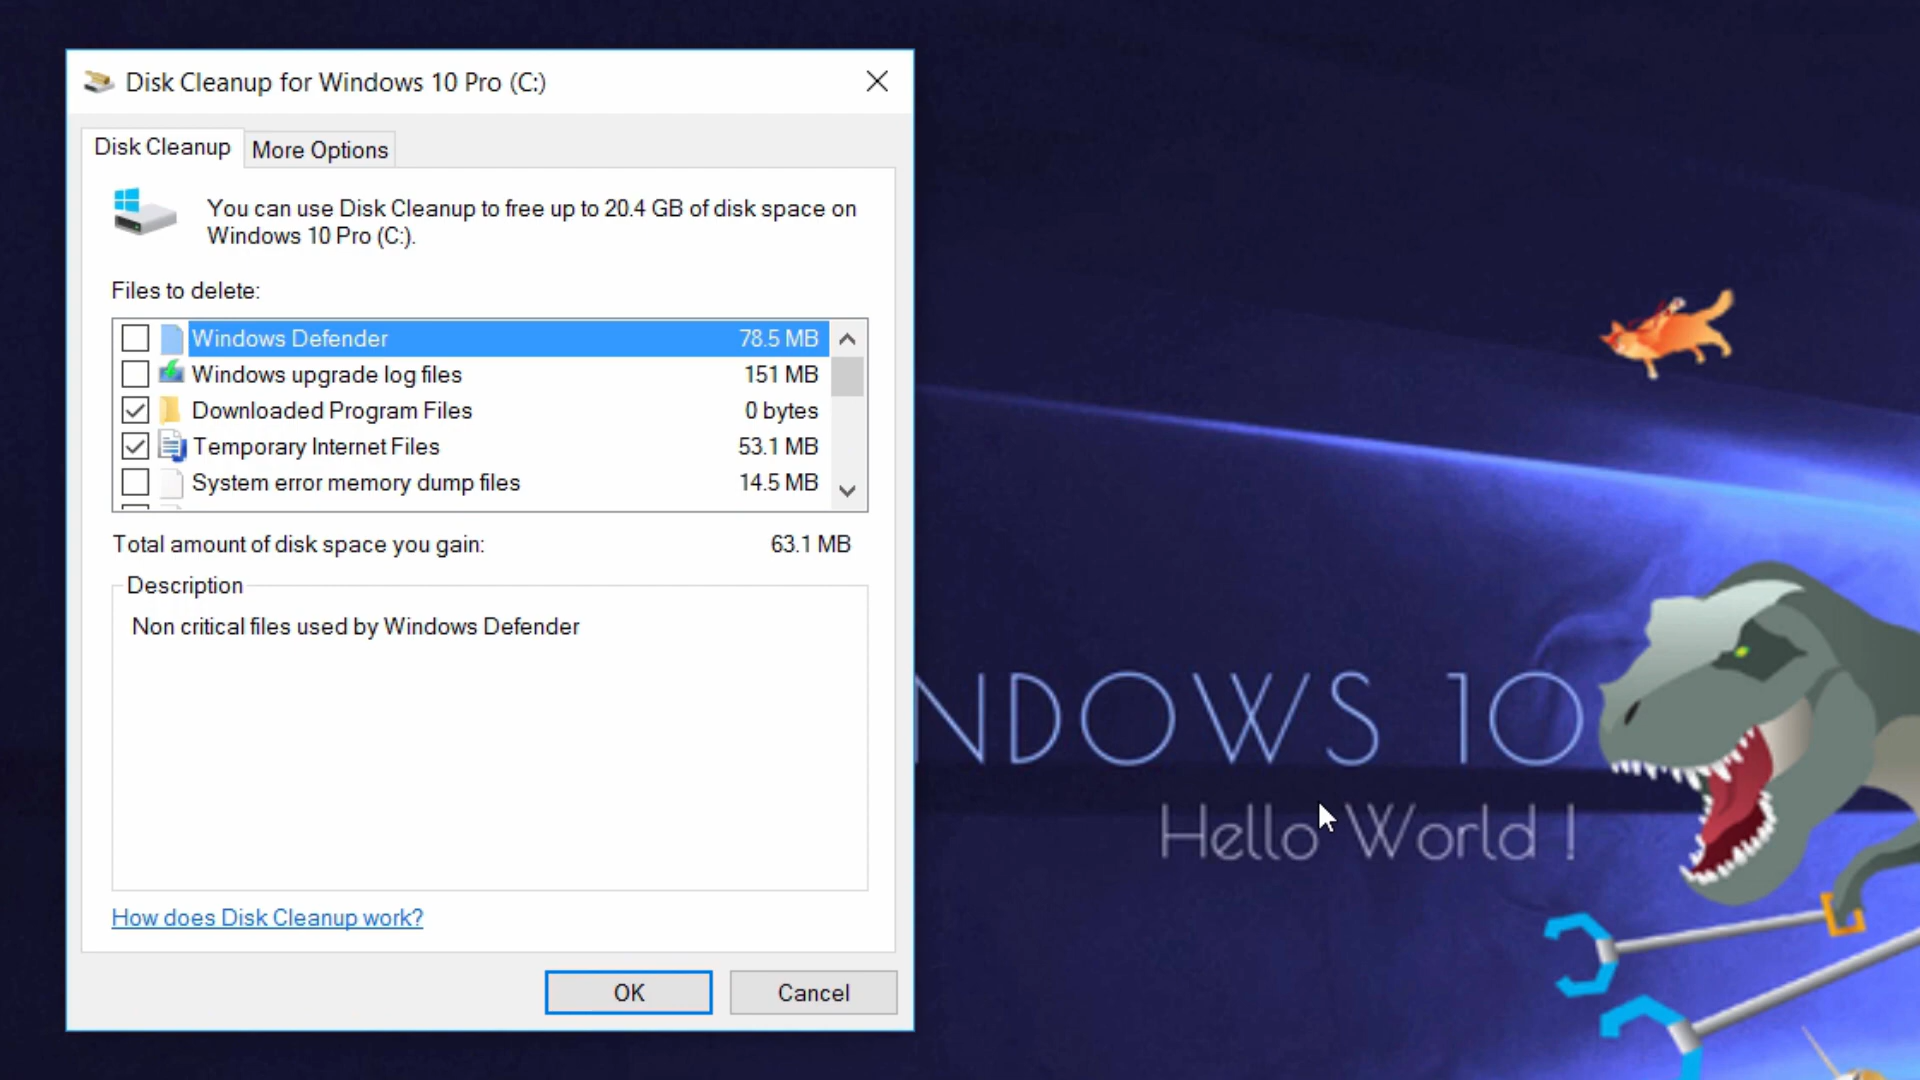 Disk Cleanup for Windows 10 Pro (C:)
Disk Cleanup
More Options
You can use Disk Cleanup to free up to 20.4 GB of disk space on
Windows 10 Pro (C:).
Files to delete:
Windows Defender 78.5 MB
Windows upgrade log files 151 MB
Downloaded Program Files 0 bytes
Temporary Internet Files 53.1 MB
System error memory dump files 14.5 MB
Total amount of disk space you gain: 63.1 MB
Description
Non critical files used by Windows Defender
How does Disk Cleanup work?
OK
Cancel
NDOWS 10
Hello World !